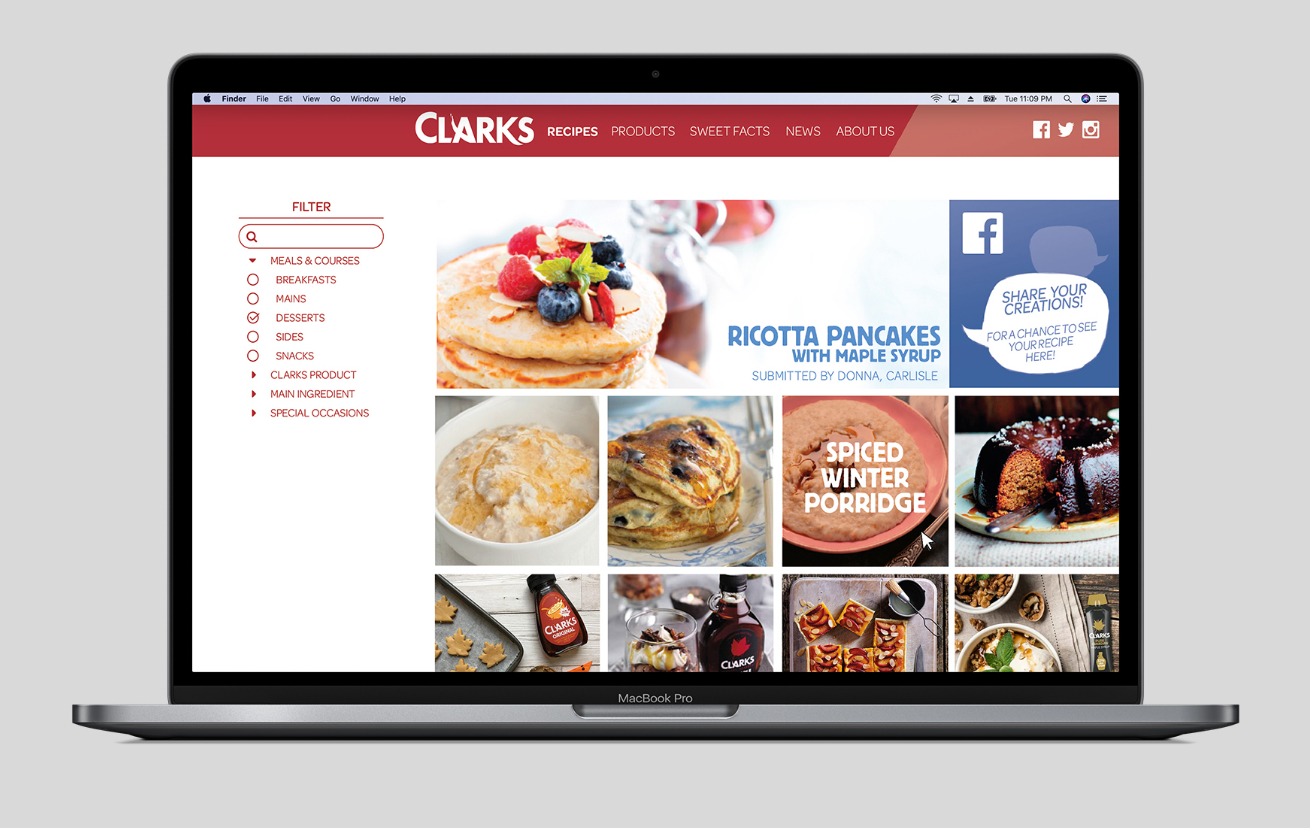 Finder File Edit View Go Window Help
Tue 11:09 PM
CLARKS RECIPES PRODUCTS SWEET FACTS NEWS ABOUT US
FILTER
MEALS & COURSES
BREAKFASTS
MAINS
DESSERTS
SIDES
SNACKS
CLARKS PRODUCT
MAIN INGREDIENT
SPECIAL OCCASIONS
RICOTTA PANCAKES
WITH MAPLE SYRUP
SUBMITTED BY DONNA, CARLISLE
SHARE YOUR
CREATIONS!
FOR A CHANCE TO SEE
YOUR RECIPE
HERE!
SPICED
WINTER
PORRIDGE
CLARKS
ORIGINAL
CLARKS
CLARKS
MacBook Pro